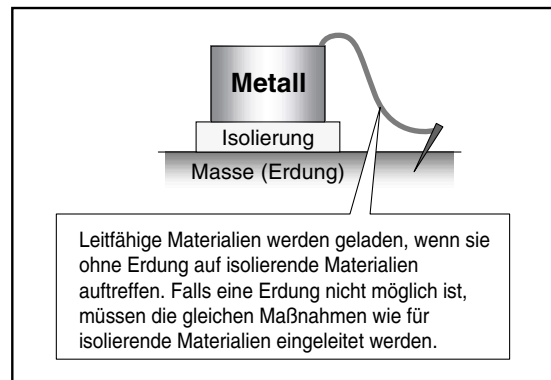 Metall
Isolierung
Masse (Erdung)
Leitfähige Materialien werden geladen, wenn sie
ohne Erdung auf isolierende Materialien
auftreffen. Falls eine Erdung nicht möglich ist,
müssen die gleichen Maßnahmen wie für
isolierende Materialien eingeleitet werden.